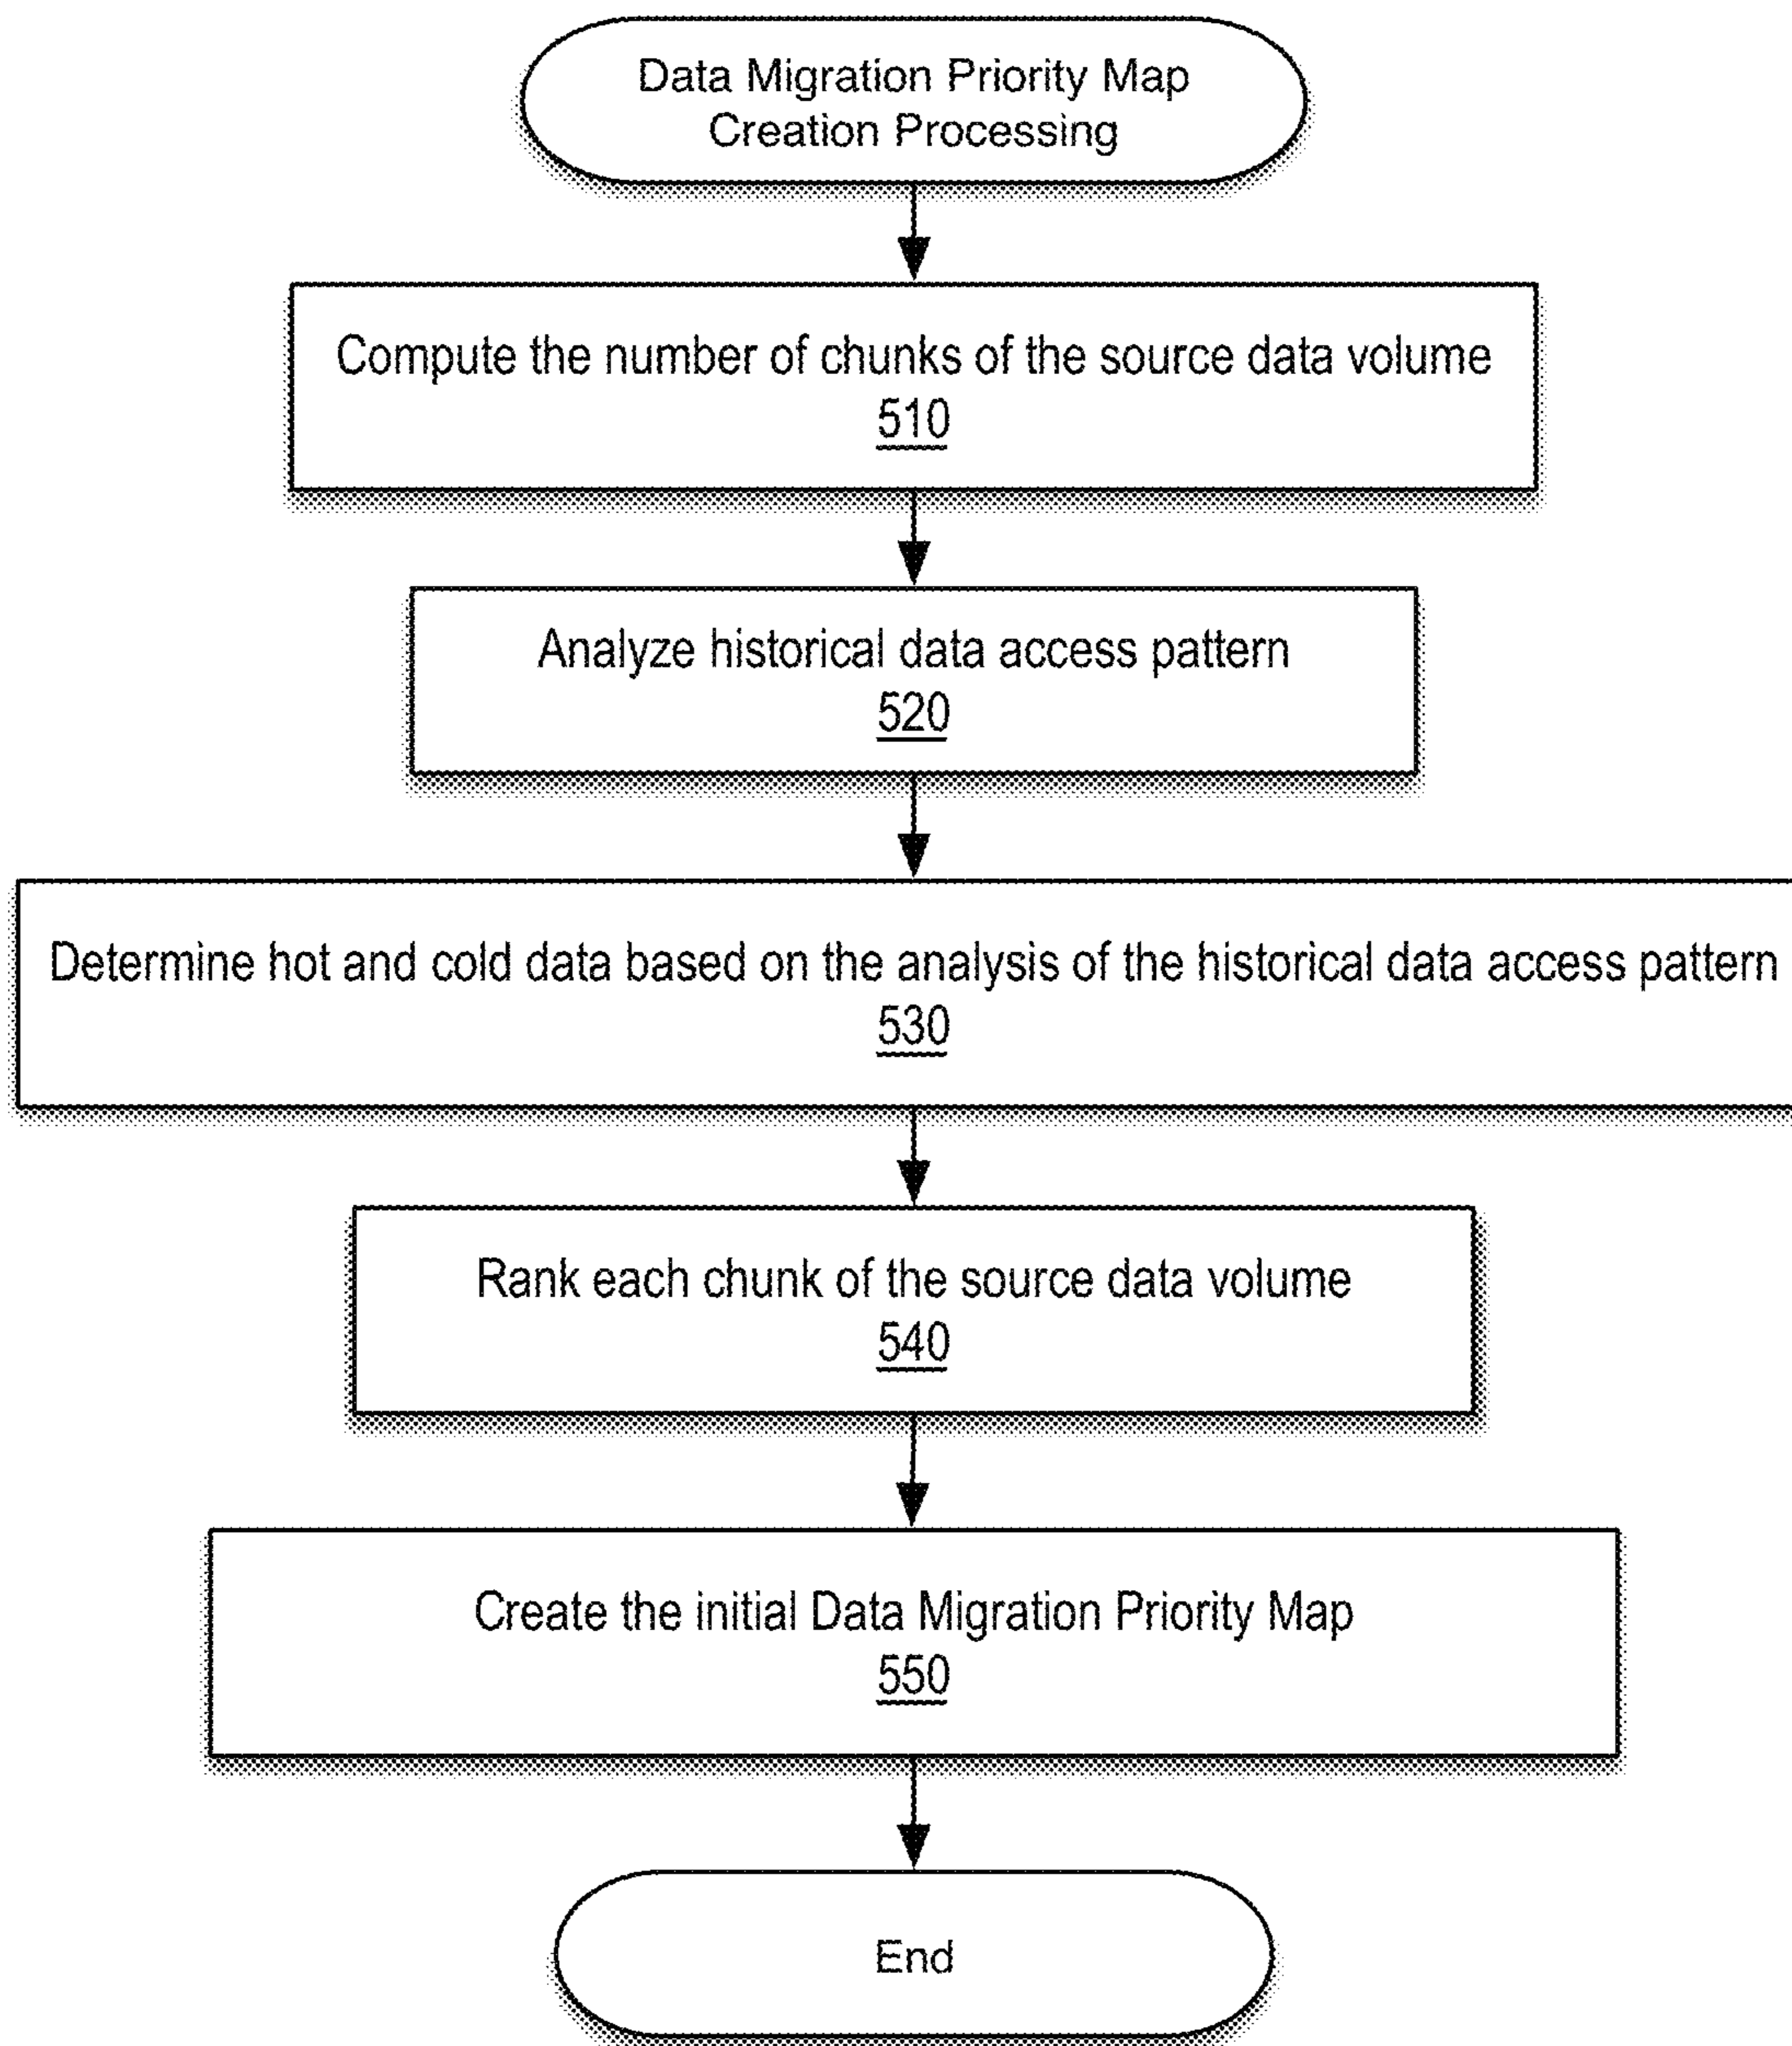 Data Migration Priority Map
Creation Processing
Compute the number of chunks of the source data volume
510
Analyze historical data access pattern
520
Determine hot and cold data based on the analysis of the historical data access pattern
530
Rank each chunk of the source data volume
540
Create the initial Data Migration Priority Map
550
End